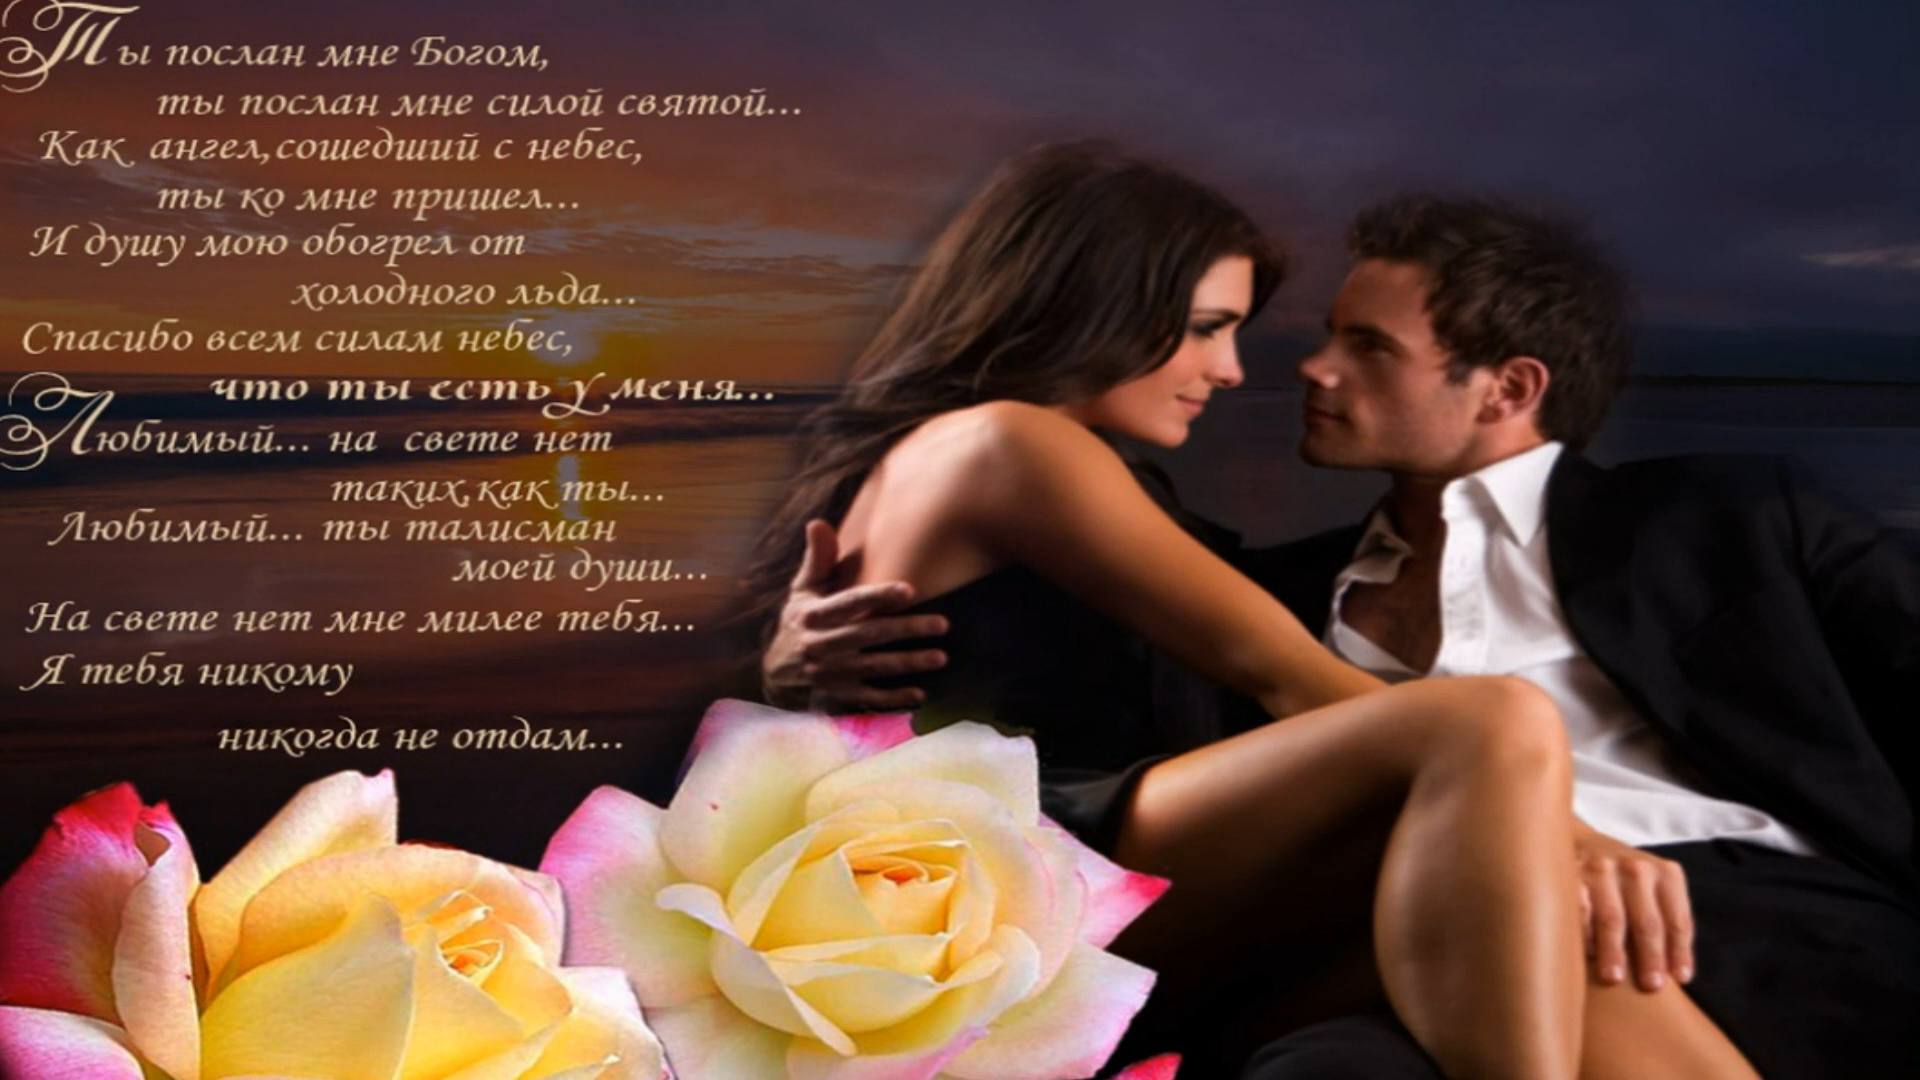 Ты послан мне Богом,
ты послан мне силой святой...
Как ангел,сошедший с небес,
ты ко мне пришел...
И душу мою обогрел от
холодного льда...
Спасибо всем силам небес,
что ты есть у меня...
Любимый... на свете нет
таких,как ты...
Любимый... ты талисман
моей души...
На свете нет мне милее тебя...
Я тебя никому
никогда не отдам...